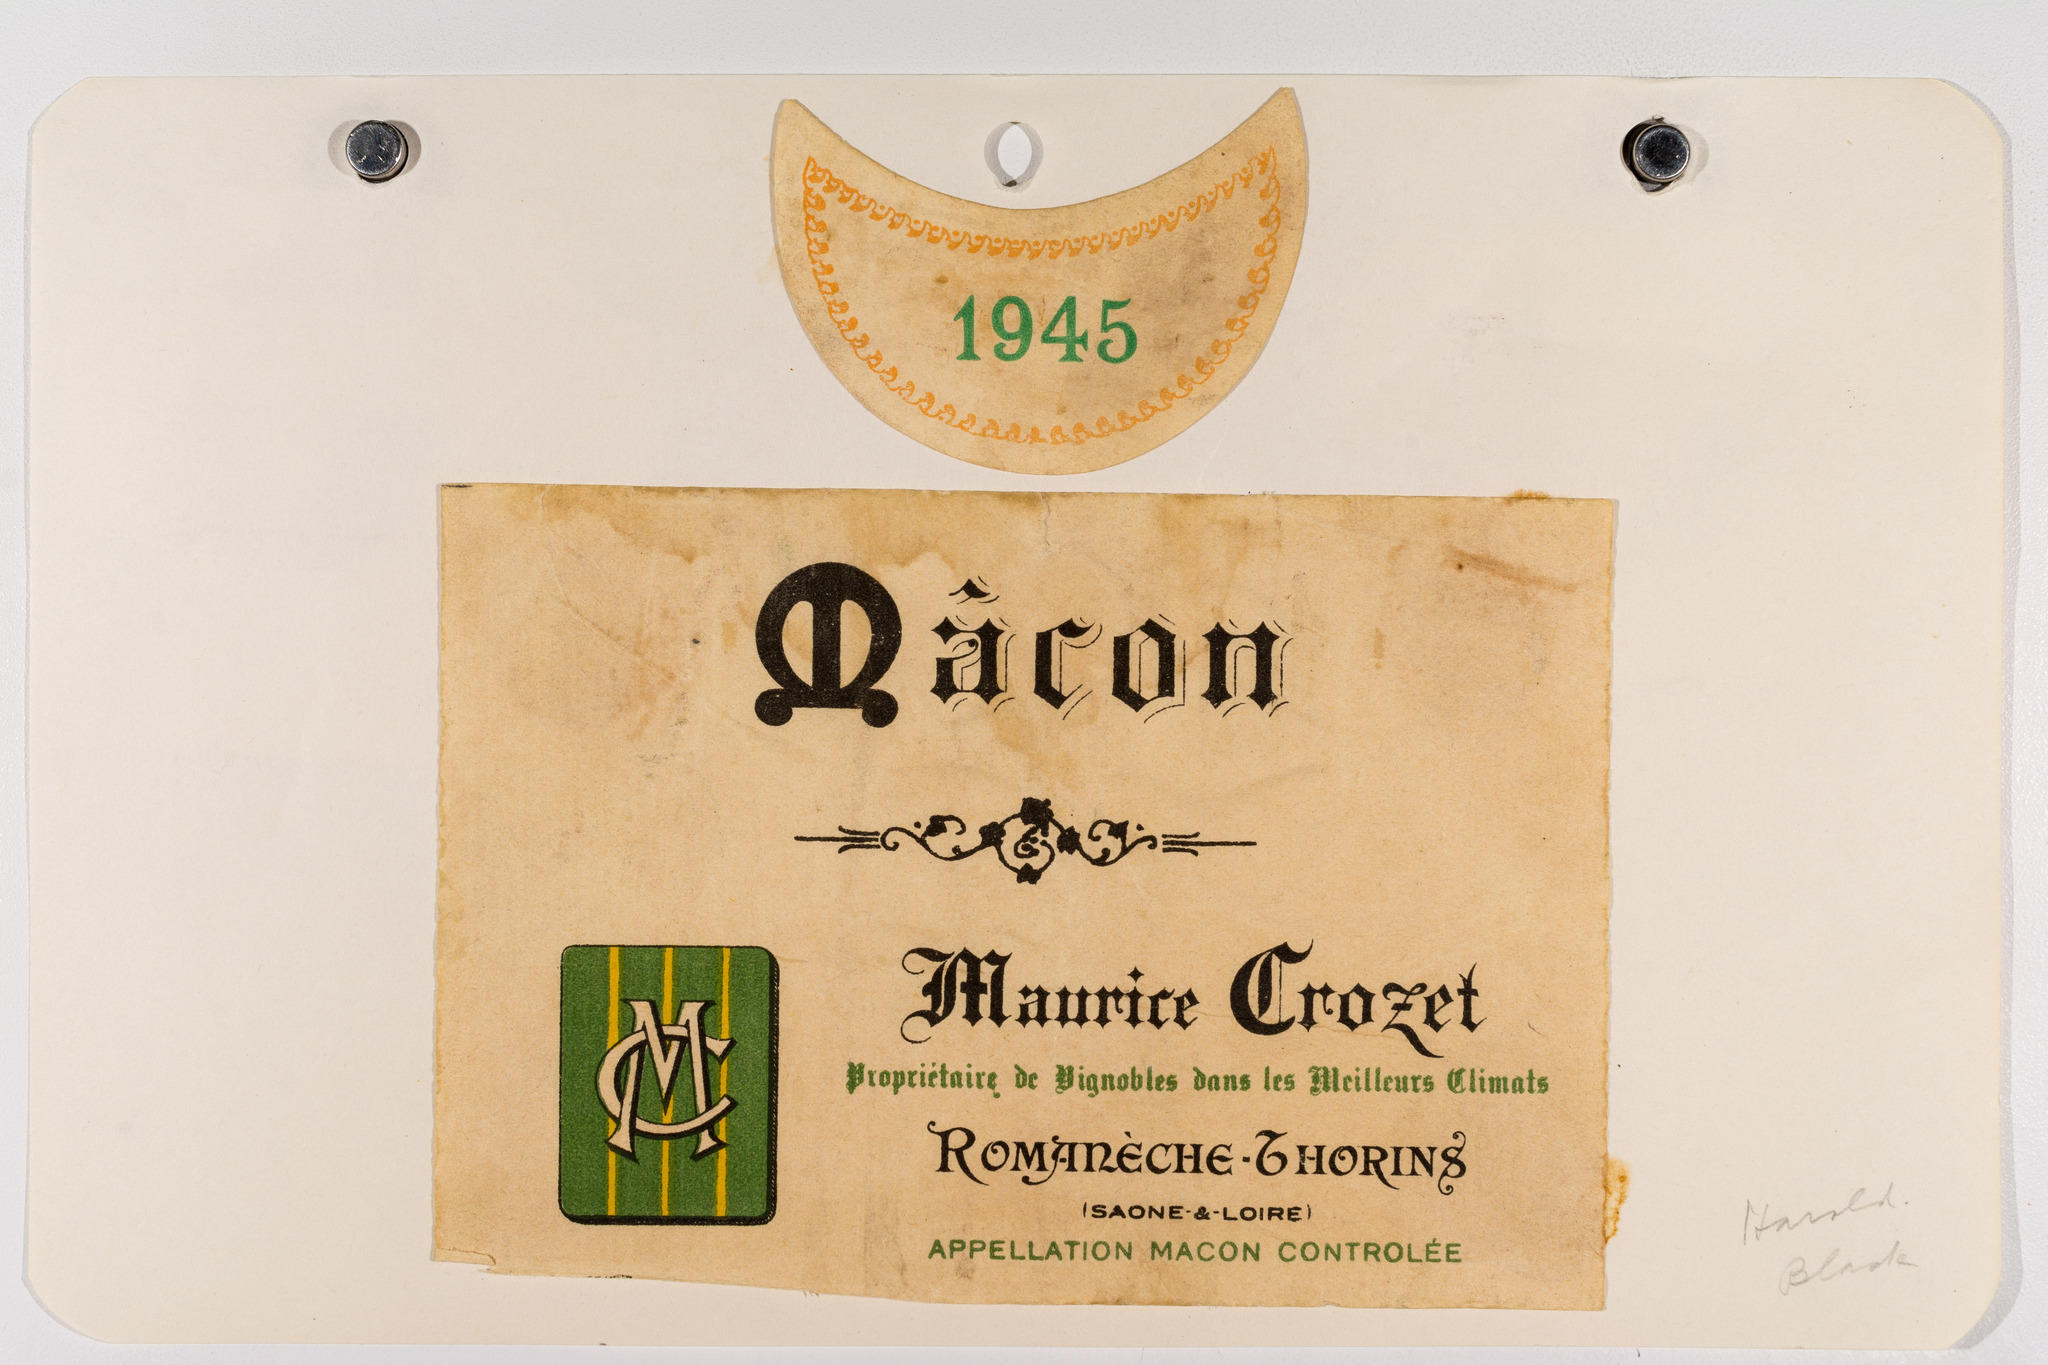 1945
Mâcon
MC
Maurice Crozet
Propriétaire de Vignobles dans les Meilleurs Climats
ROMANÈCHE-THORINS
(SAONE-&-LOIRE)
APPELLATION MACON CONTROLÉE
Harold.
Black